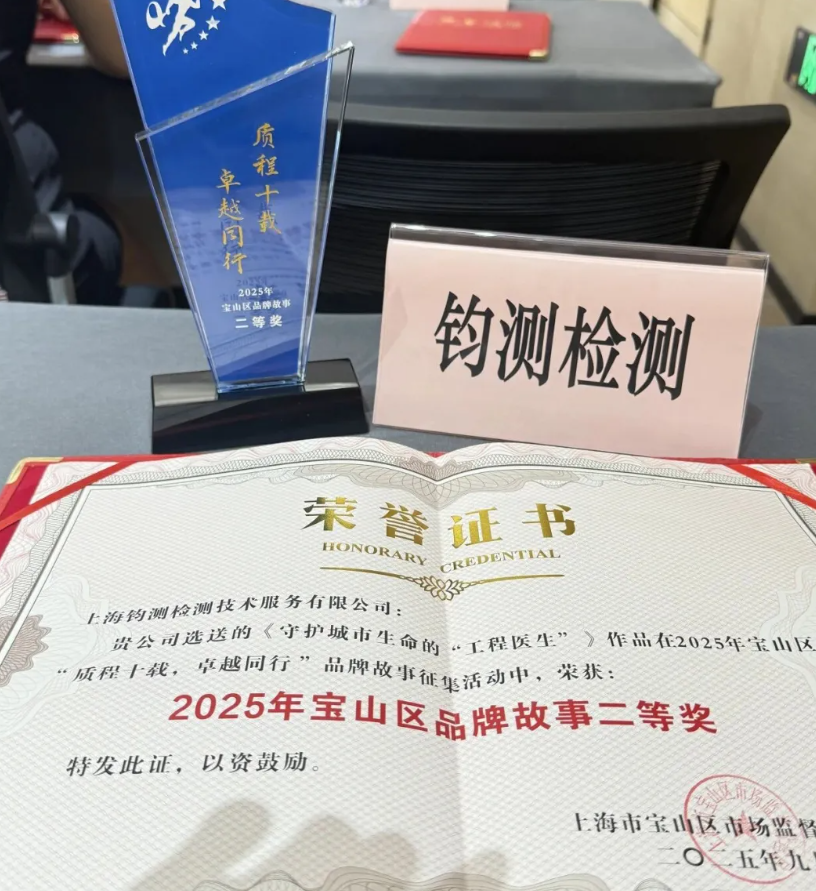 质程十载
卓越同行
2025年
宝山区品牌故事
二等奖
钧测检测
荣誉证书
HONORARY CREDENTIAL
上海钧测检测技术服务有限公司：
贵公司选送的《守护城市生命的“工程医生”》作品在2025年宝山区
“质程十载，卓越同行”品牌故事征集活动中，荣获：
2025年宝山区品牌故事二等奖
特发此证，以资鼓励。
上海市宝山区市场监督
二〇二五年九月